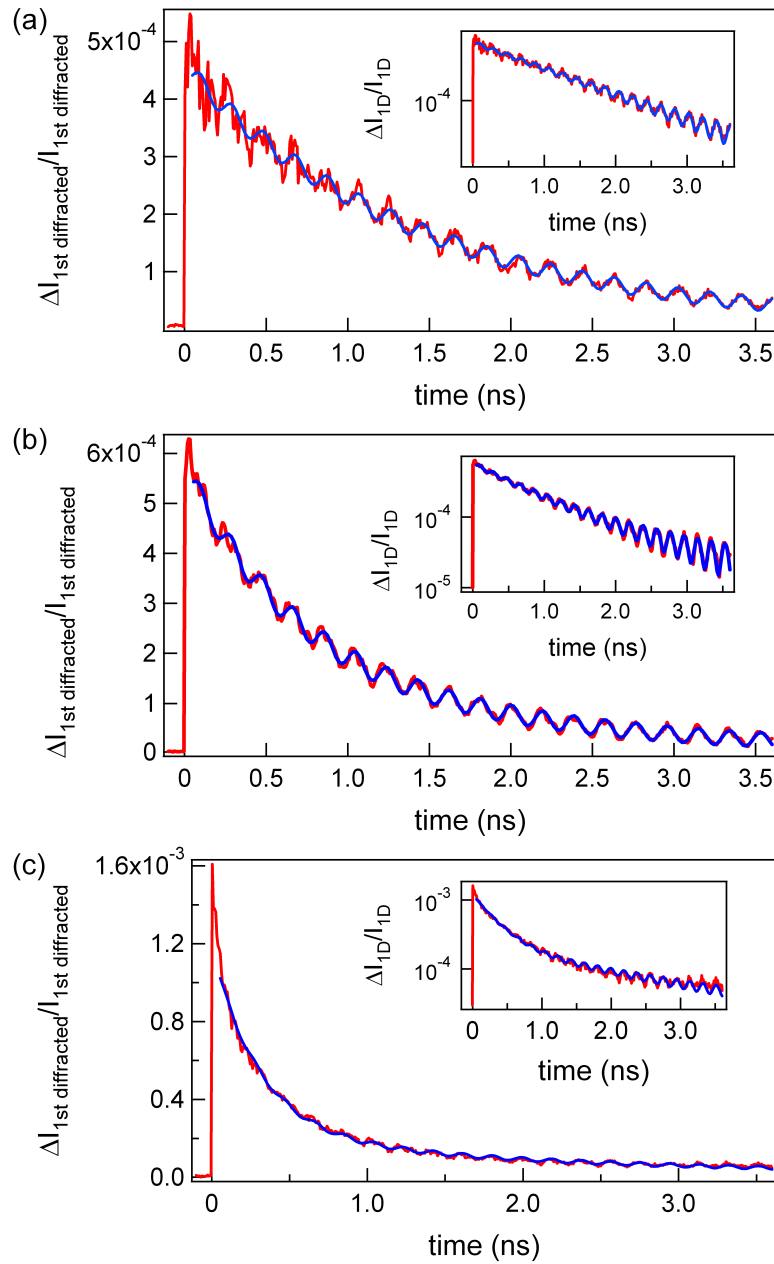 (a)
ΔI1st diffracted/I1st diffracted
5x10-4
4
3
2
1
0
0.5
1.0
1.5
2.0
2.5
3.0
3.5
time (ns)
ΔI1D/I1D
10-4
0
1.0
2.0
3.0
time (ns)
(b)
ΔI1st diffracted/I1st diffracted
6x10-4
5
4
3
2
1
0
0
0.5
1.0
1.5
2.0
2.5
3.0
3.5
time (ns)
ΔI1D/I1D
10-4
10-5
0
1.0
2.0
3.0
time (ns)
(c)
ΔI1st diffracted/I1st diffracted
1.6x10-3
1.2
0.8
0.4
0.0
0
1.0
2.0
3.0
time (ns)
ΔI1D/I1D
10-3
10-4
0
1.0
2.0
3.0
time (ns)